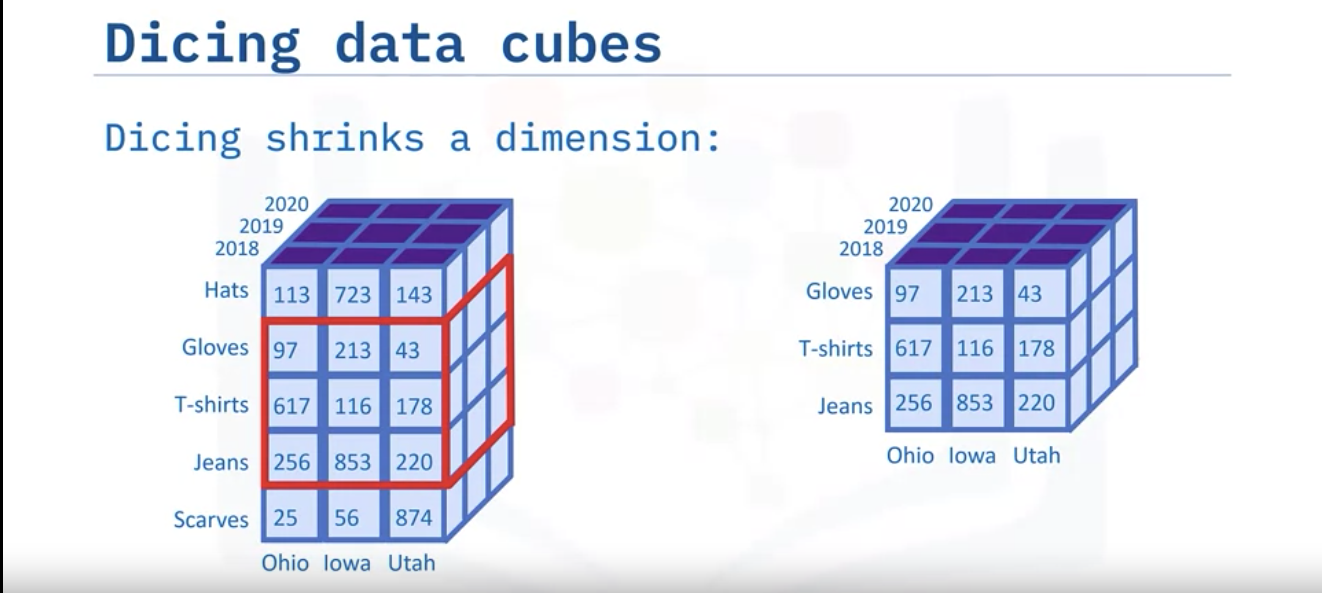 Dicing data cubes
Dicing shrinks a dimension:
2020
2019
2018
Hats 113 723 143
Gloves 97 213 43
T-shirts 617 116 178
Jeans 256 853 220
Scarves 25 56 874
Ohio Iowa Utah
2020
2019
2018
Gloves 97 213 43
T-shirts 617 116 178
Jeans 256 853 220
Ohio Iowa Utah